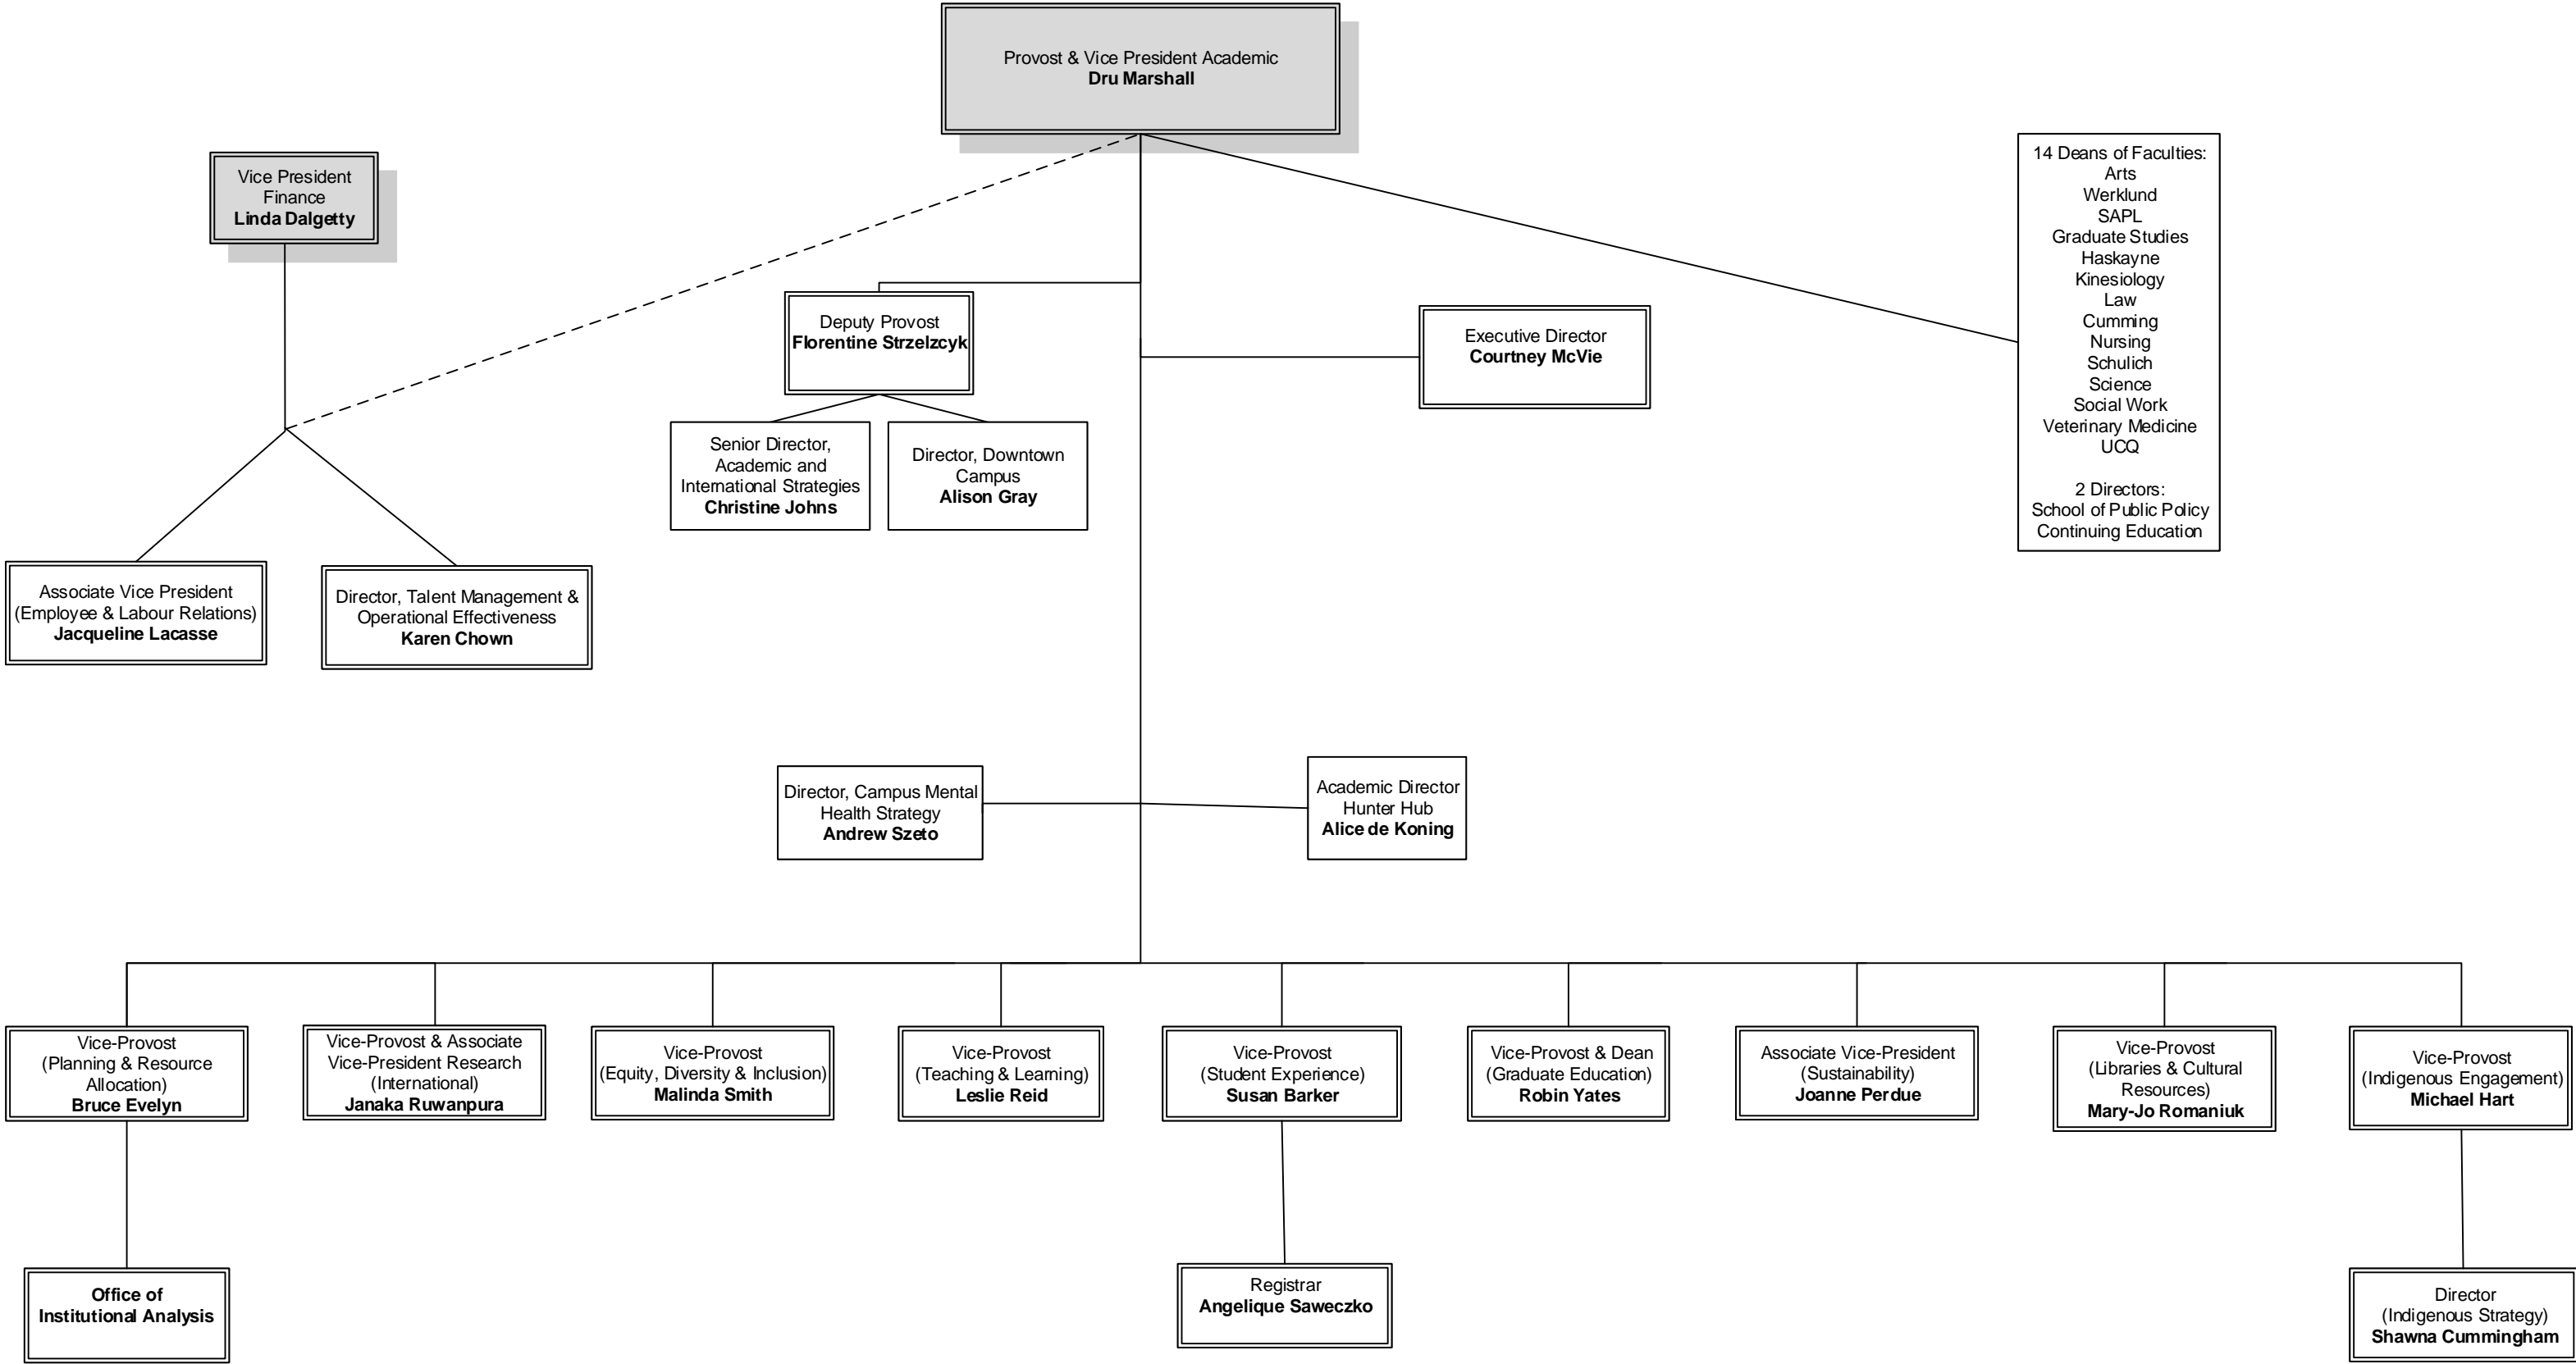 Provost & Vice President Academic
Dru Marshall
Vice President
Finance
Linda Dalgetty
14 Deans of Faculties:
Arts
Werklund
SAPL
Graduate Studies
Haskayne
Kinesiology
Law
Cumming
Nursing
Schulich
Science
Social Work
Veterinary Medicine
UCQ
2 Directors:
School of Public Policy
Continuing Education
Deputy Provost
Florentine Strzelzcyk
Executive Director
Courtney McVie
Senior Director,
Academic and
International Strategies
Christine Johns
Director, Downtown
Campus
Alison Gray
Associate Vice President
(Employee & Labour Relations)
Jacqueline Lacasse
Director, Talent Management &
Operational Effectiveness
Karen Chown
Director, Campus Mental
Health Strategy
Andrew Szeto
Academic Director
Hunter Hub
Alice de Koning
Vice-Provost
(Planning & Resource
Allocation)
Bruce Evelyn
Vice-Provost & Associate
Vice-President Research
(International)
Janaka Ruwanpura
Vice-Provost
(Equity, Diversity & Inclusion)
Malinda Smith
Vice-Provost
(Teaching & Learning)
Leslie Reid
Vice-Provost
(Student Experience)
Susan Barker
Vice-Provost & Dean
(Graduate Education)
Robin Yates
Associate Vice-President
(Sustainability)
Joanne Perdue
Vice-Provost
(Libraries & Cultural
Resources)
Mary-Jo Romaniuk
Vice-Provost
(Indigenous Engagement)
Michael Hart
Office of
Institutional Analysis
Registrar
Angelique Saweczko
Director
(Indigenous Strategy)
Shawna Cummingham